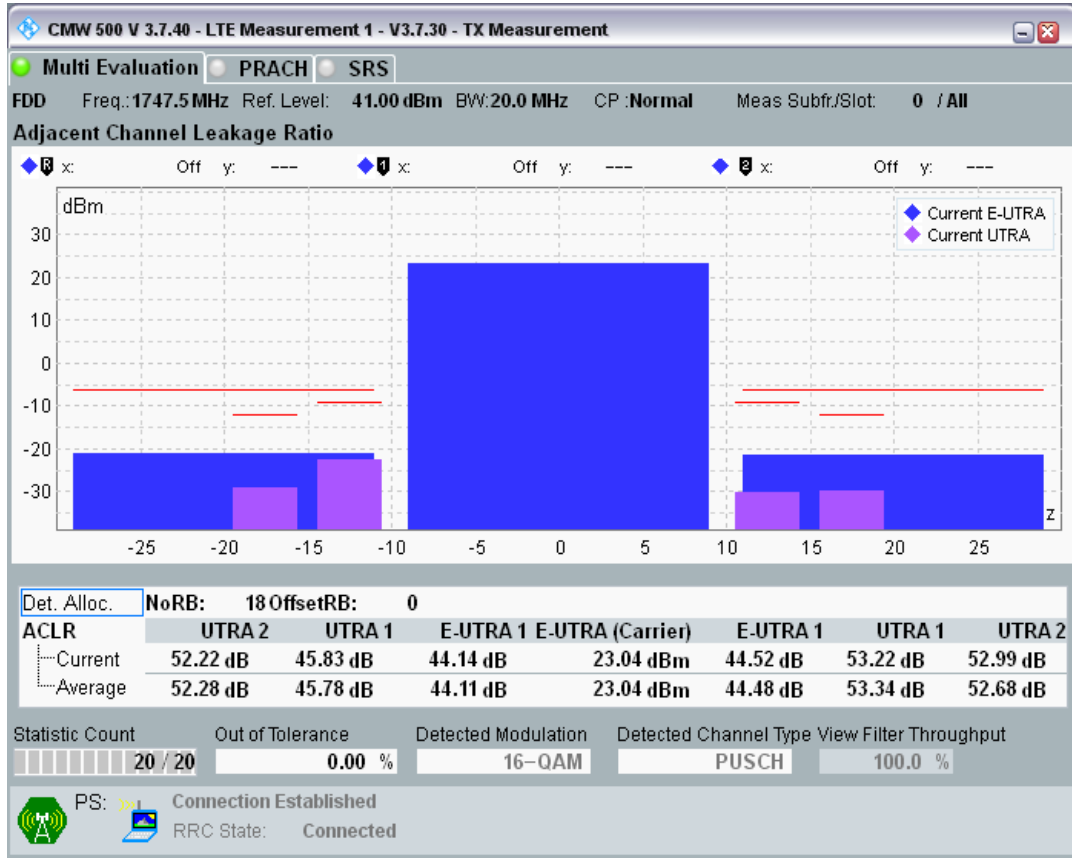 CMW 500 V 3.7.40 - LTE Measurement 1 - V3.7.30 - TX Measurement
Multi Evaluation PRACH SRS
FDD Freq.: 1747.5 MHz Ref. Level: 41.00 dBm BW: 20.0 MHz CP : Normal Meas Subfr./Slot: 0 / All
Adjacent Channel Leakage Ratio
R x: Off y: --- 1 x: Off y: --- 2 x: Off y: ---
dBm
Current E-UTRA
Current UTRA
30
20
10
0
-10
-20
-30
z
-25 -20 -15 -10 -5 0 5 10 15 20 25
Det. Alloc. NoRB: 18 OffsetRB: 0
ACLR UTRA 2 UTRA 1 E-UTRA 1 E-UTRA (Carrier) E-UTRA 1 UTRA 1 UTRA 2
Current 52.22 dB 45.83 dB 44.14 dB 23.04 dBm 44.52 dB 53.22 dB 52.99 dB
Average 52.28 dB 45.78 dB 44.11 dB 23.04 dBm 44.48 dB 53.34 dB 52.68 dB
Statistic Count Out of Tolerance Detected Modulation Detected Channel Type View Filter Throughput
20 / 20 0.00 % 16-QAM PUSCH 100.0 %
PS: Connection Established
RRC State: Connected